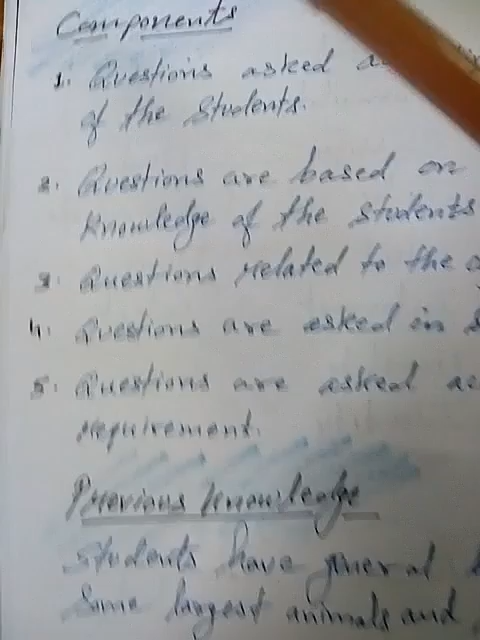 Components
1. Questions asked
of the Students.
2. Questions are based on
Knowledge of the students
3. Questions related to the
4. Questions are asked in
5. Questions are asked
requirement.
Previous Knowledge
Students have general
Some largest animals and